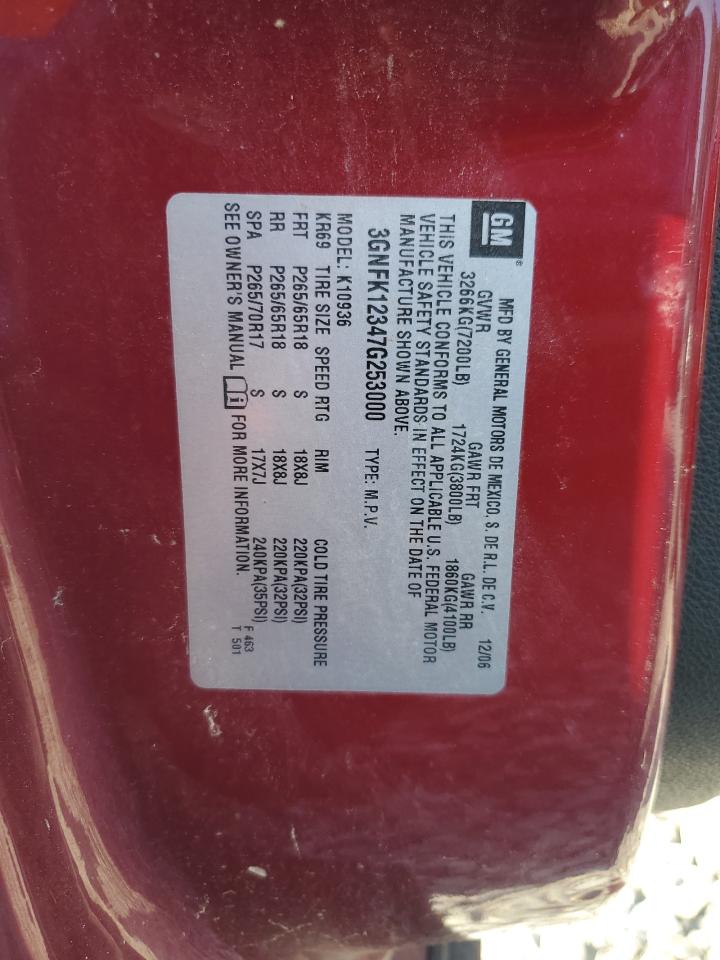 GM®
MFD BY GENERAL MOTORS DE MEXICO, S. DE R.L. DE C.V. 12/06
GVWR GAWR FRT GAWR RR
3266KG(7200LB) 1724KG(3800LB) 1860KG(4100LB)
THIS VEHICLE CONFORMS TO ALL APPLICABLE U.S. FEDERAL MOTOR
VEHICLE SAFETY STANDARDS IN EFFECT ON THE DATE OF
MANUFACTURE SHOWN ABOVE.
3GNFK12347G253000 TYPE: M.P.V.
MODEL: K10936
KR69 TIRE SIZE SPEED RTG RIM COLD TIRE PRESSURE
FRT P265/65R18 S 18X8J 220KPA(32PSI)
RR P265/65R18 S 18X8J 220KPA(32PSI)
SPA P265/70R17 S 17X7J 240KPA(35PSI)
SEE OWNER'S MANUAL i FOR MORE INFORMATION.
F 463
T 501